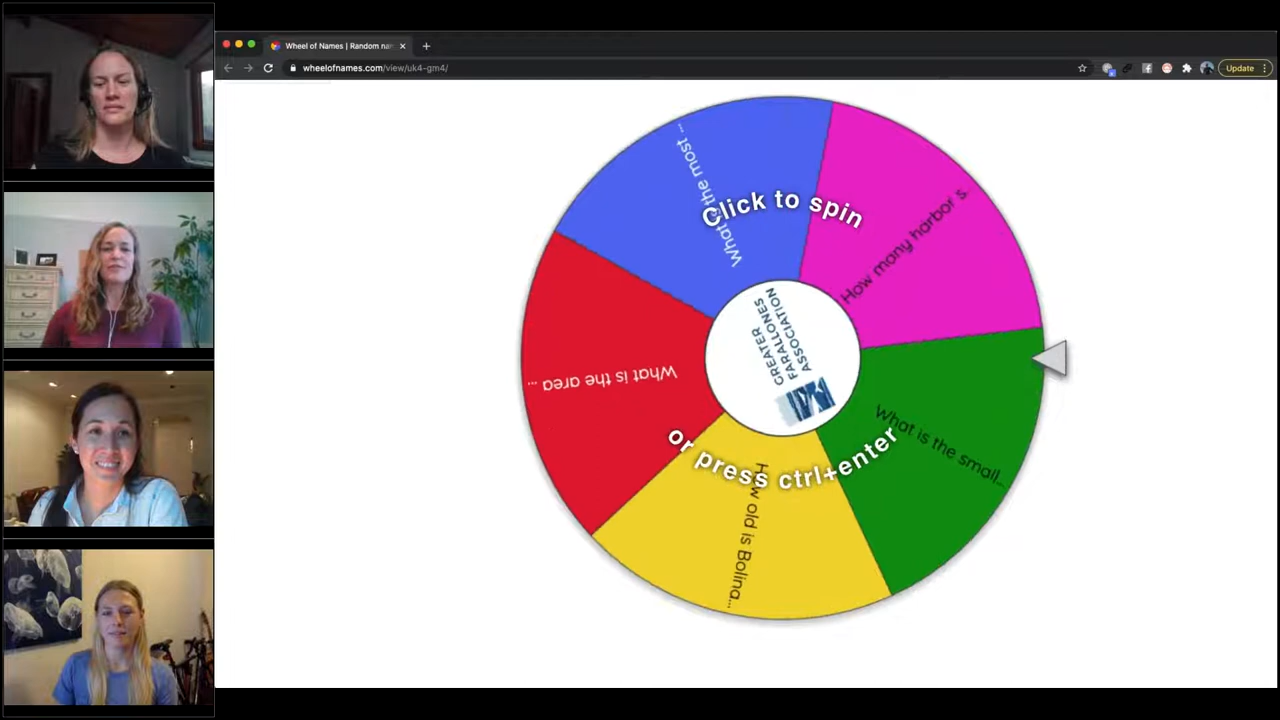 Wheel of Names | Random na
wheelofnames.com/view/uk4-gm4/
Update
Click to spin
or press ctrl+enter
What is the most ...
How many harbor s.
What is the small...
How old is Bolina...
What is the area ...
GREATER
FARALLONES
ASSOCIATION